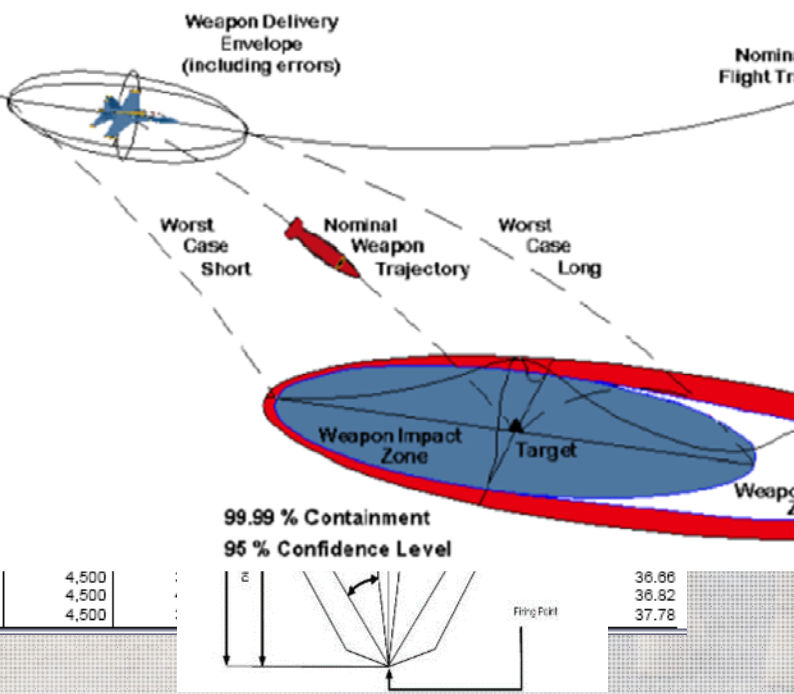 Weapon Delivery
Envelope
(including errors)
Nomina
Flight Tra
Worst
Case
Short
Nominal
Weapon
Trajectory
Worst
Case
Long
Weapon Impact
Zone
Target
Weapo
Z
99.99 % Containment
95 % Confidence Level
4,500
36.66
4,500
36.82
4,500
37.78
Firing Point